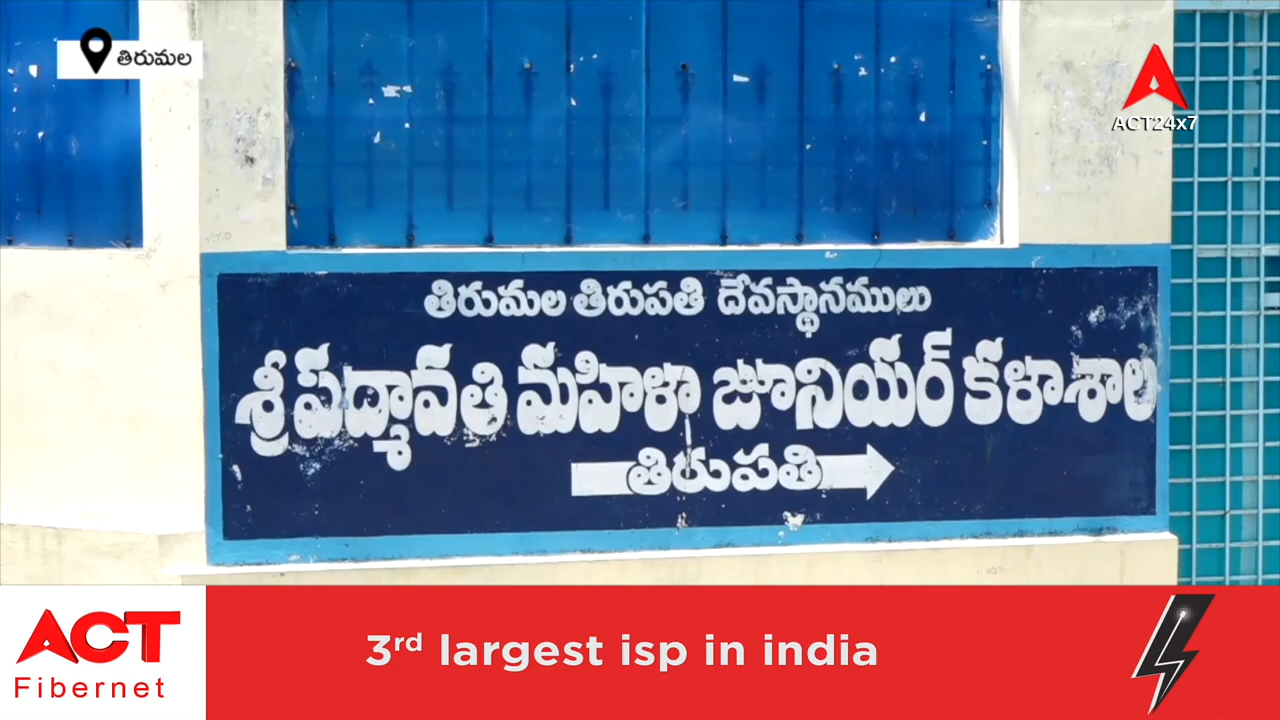 తిరుమల
ACT24x7
తిరుమల తిరుపతి దేవస్థానములు
శ్రీ పద్మావతి మహిళా జూనియర్ కళాశాల
తిరుపతి
ACT
Fibernet
3rd largest isp in india